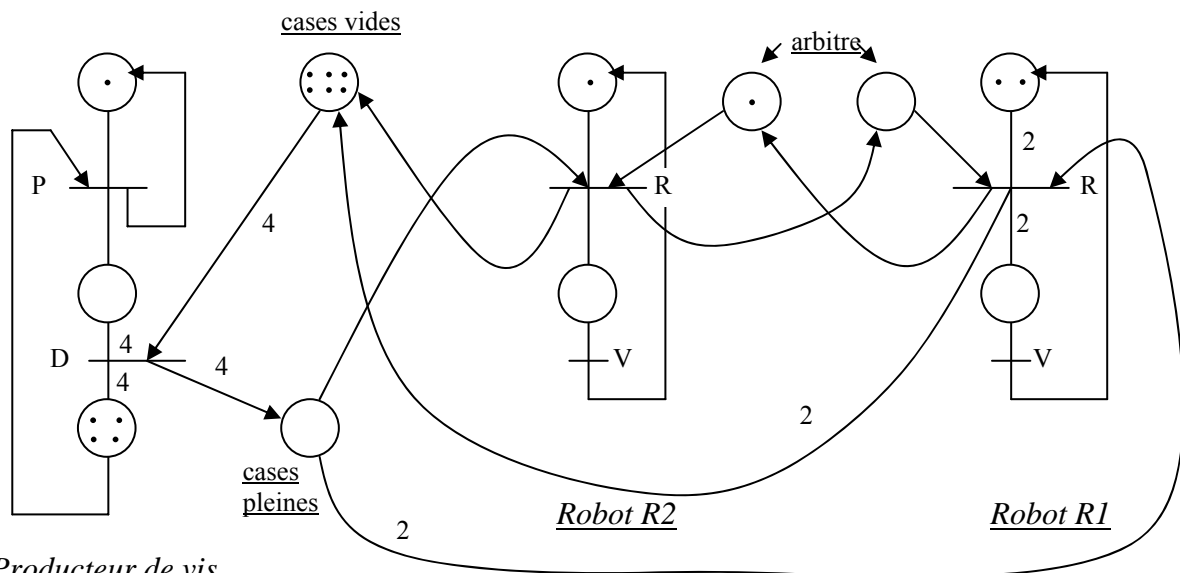 cases vides
arbitre
2
P
R
R
4
2
D
4
4
4
V
V
2
cases
pleines
Robot R2
Robot R1
2
Producteur de vis